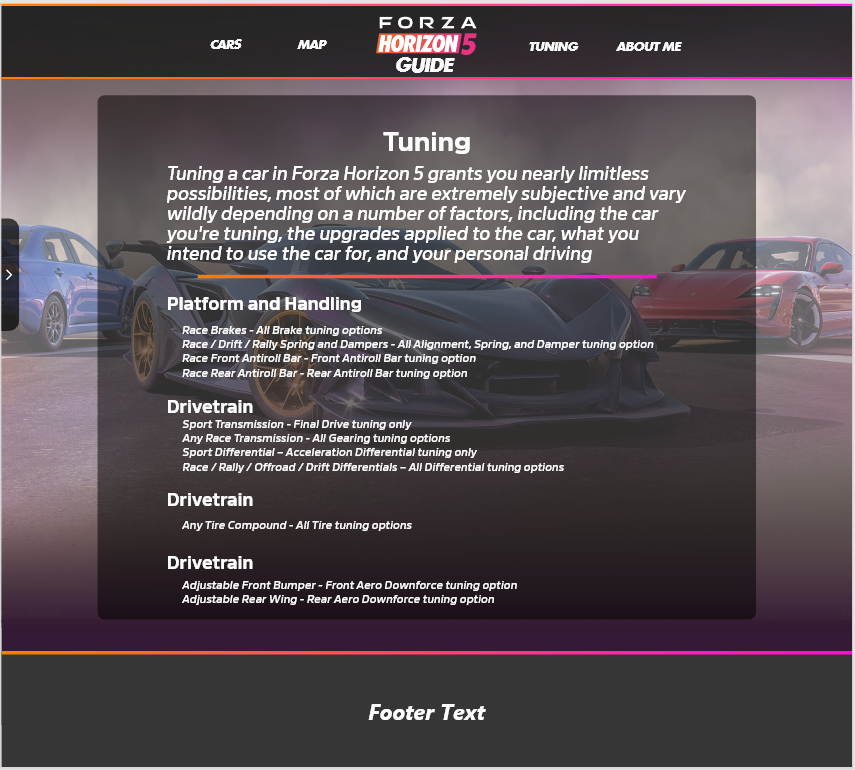 FORZA
CARS MAP HORIZON 5 TUNING ABOUT ME
GUIDE
Tuning
Tuning a car in Forza Horizon 5 grants you nearly limitless
possibilities, most of which are extremely subjective and vary
wildly depending on a number of factors, including the car
you're tuning, the upgrades applied to the car, what you
intend to use the car for, and your personal driving
Platform and Handling
Race Brakes - All Brake tuning options
Race / Drift / Rally Spring and Dampers - All Alignment, Spring, and Damper tuning option
Race Front Antiroll Bar - Front Antiroll Bar tuning option
Race Rear Antiroll Bar - Rear Antiroll Bar tuning option
Drivetrain
Sport Transmission - Final Drive tuning only
Any Race Transmission - All Gearing tuning options
Sport Differential – Acceleration Differential tuning only
Race / Rally / Offroad / Drift Differentials – All Differential tuning options
Drivetrain
Any Tire Compound - All Tire tuning options
Drivetrain
Adjustable Front Bumper - Front Aero Downforce tuning option
Adjustable Rear Wing - Rear Aero Downforce tuning option
Footer Text